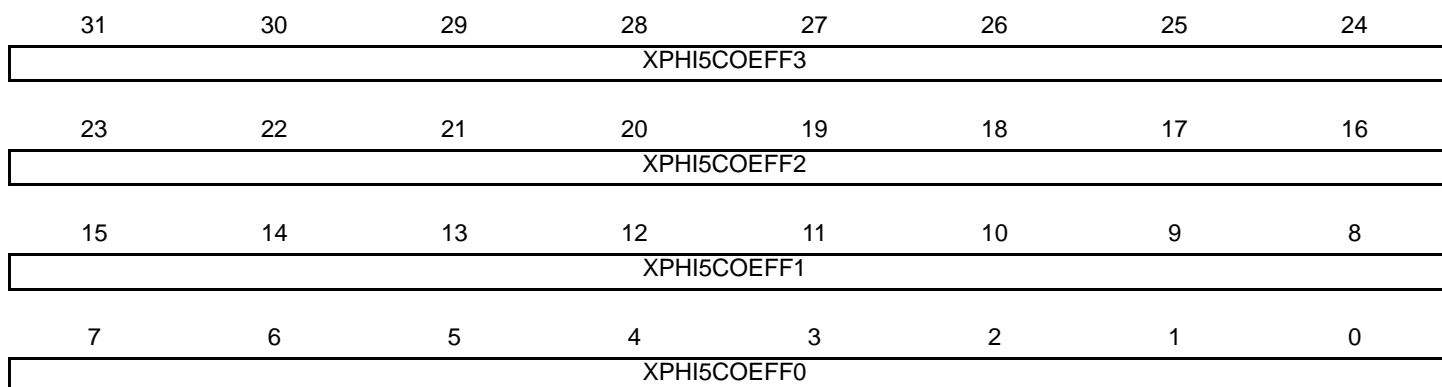 31 30 29 28 27 26 25 24
XPHI5COEFF3
23 22 21 20 19 18 17 16
XPHI5COEFF2
15 14 13 12 11 10 9 8
XPHI5COEFF1
7 6 5 4 3 2 1 0
XPHI5COEFF0